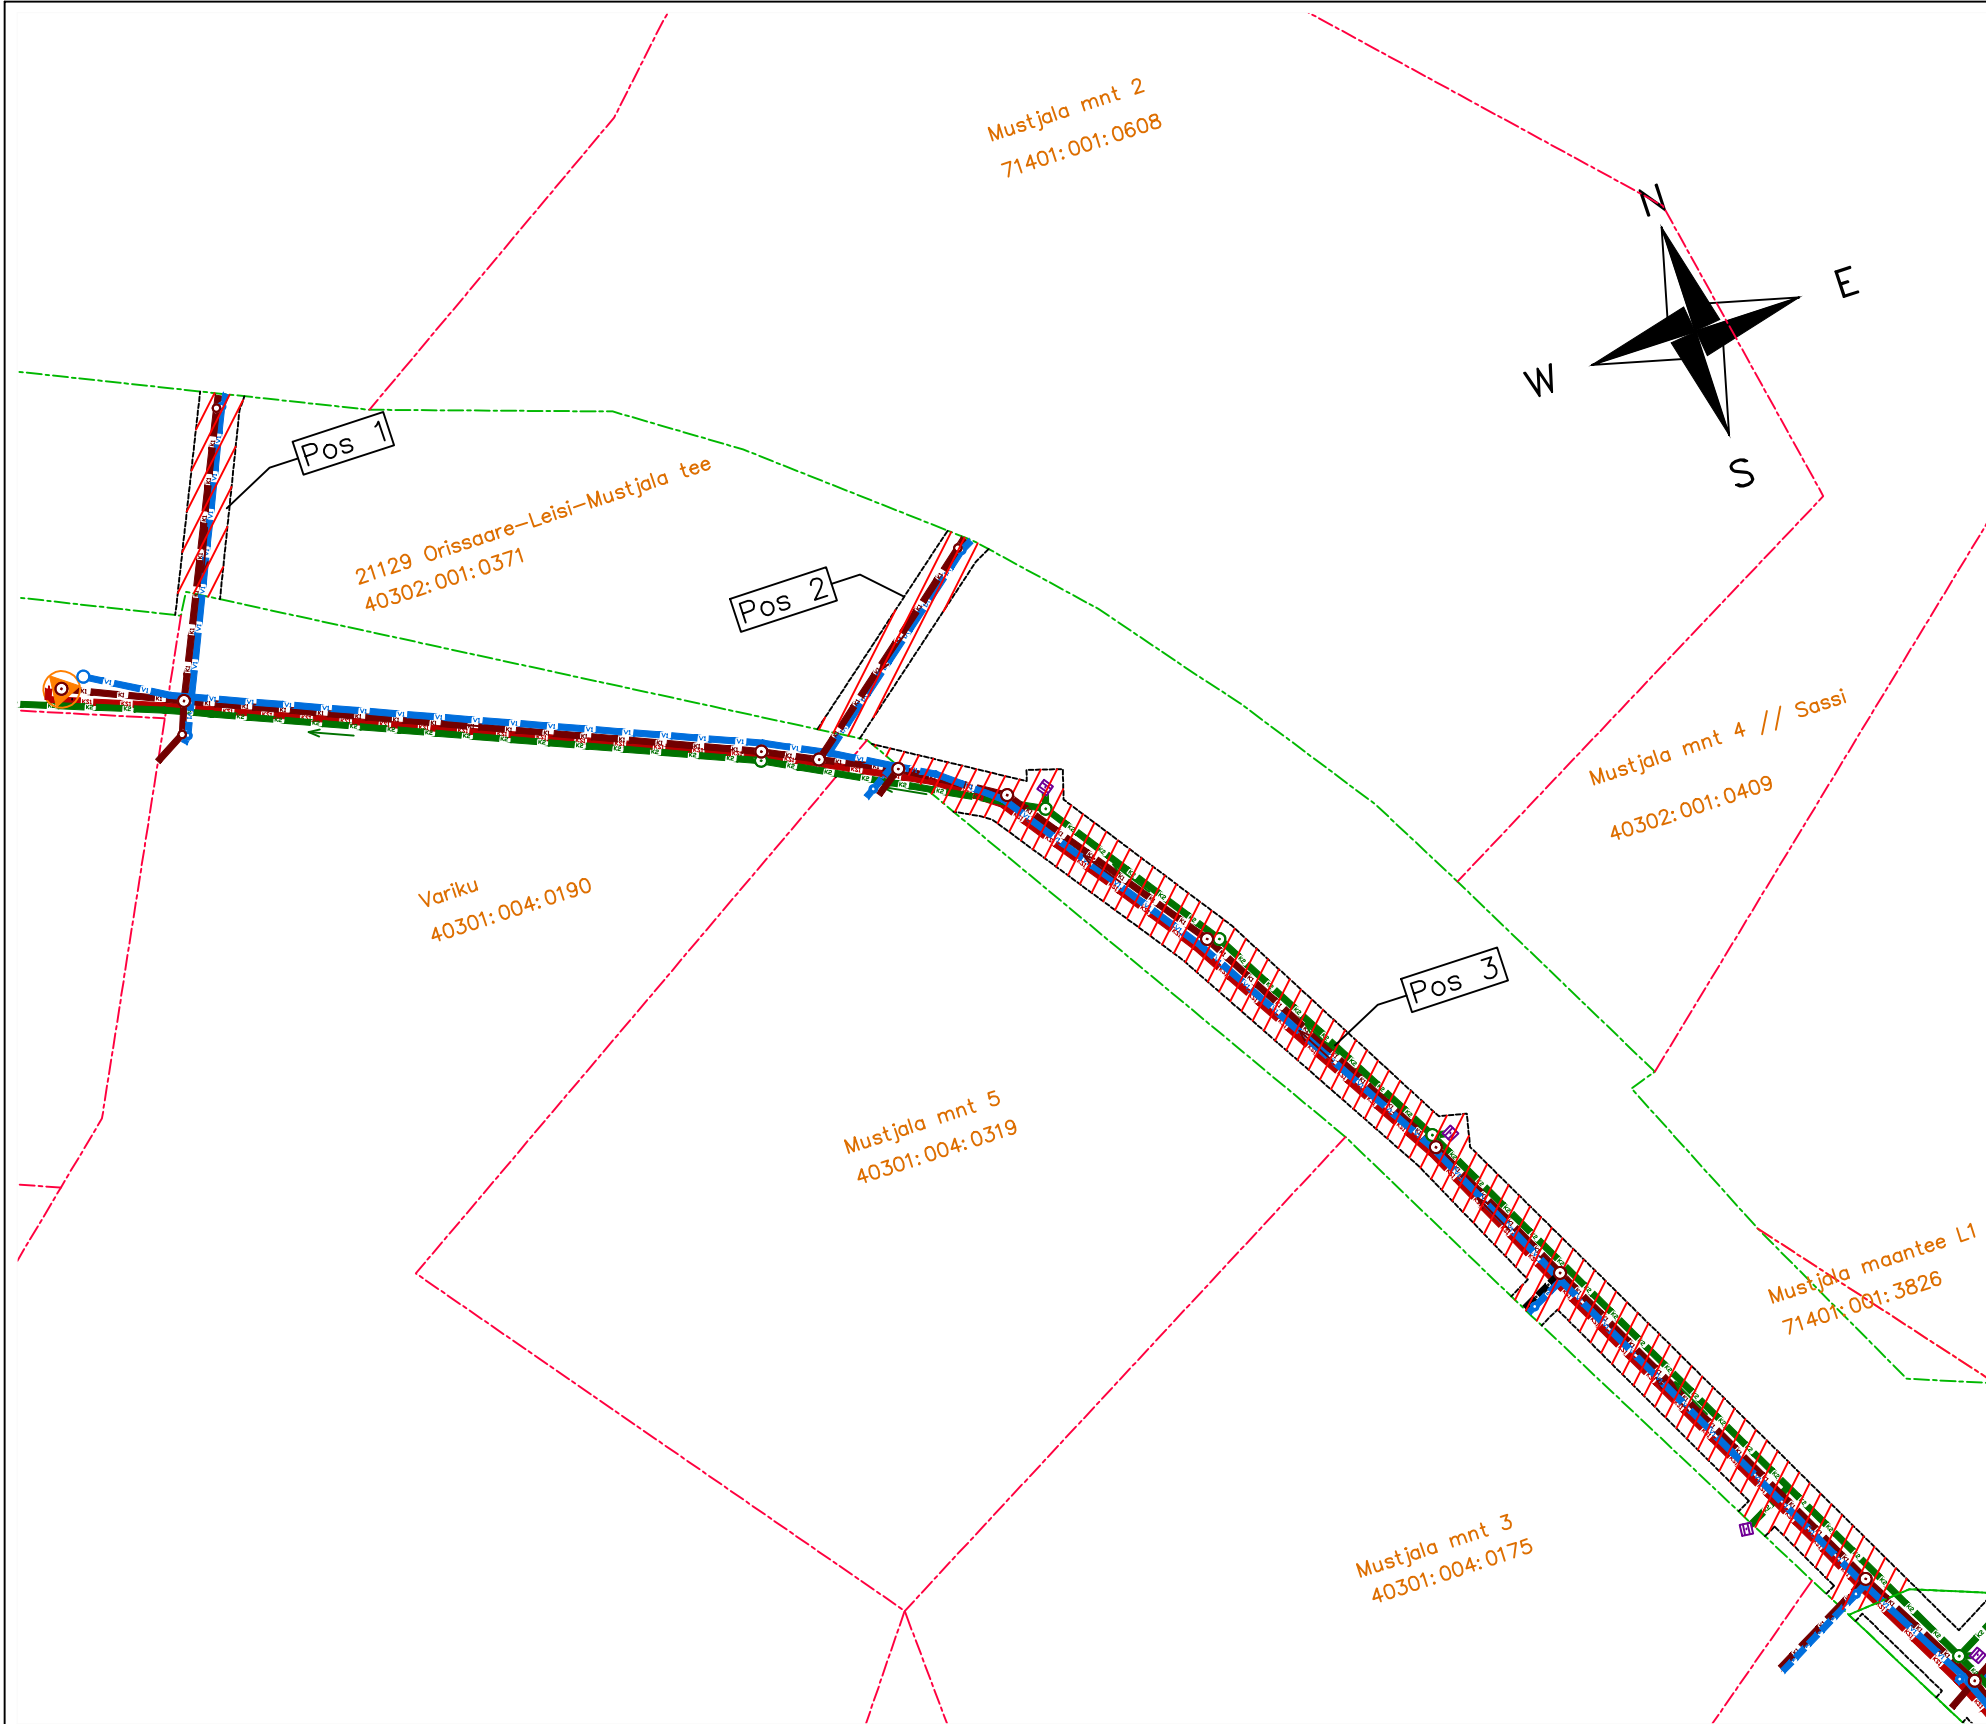 Mustjala mnt 2
71401:001:0608
N
E
W
S
Pos 1
21129 Orissaare-Leisi-Mustjala tee
40302:001:0371
Pos 2
Mustjala mnt 4 // Sassi
40302:001:0409
Variku
40301:004:0190
Pos 3
Mustjala mnt 5
40301:004:0319
Mustjala maantee L1
71401:001:3826
Mustjala mnt 3
40301:004:0175